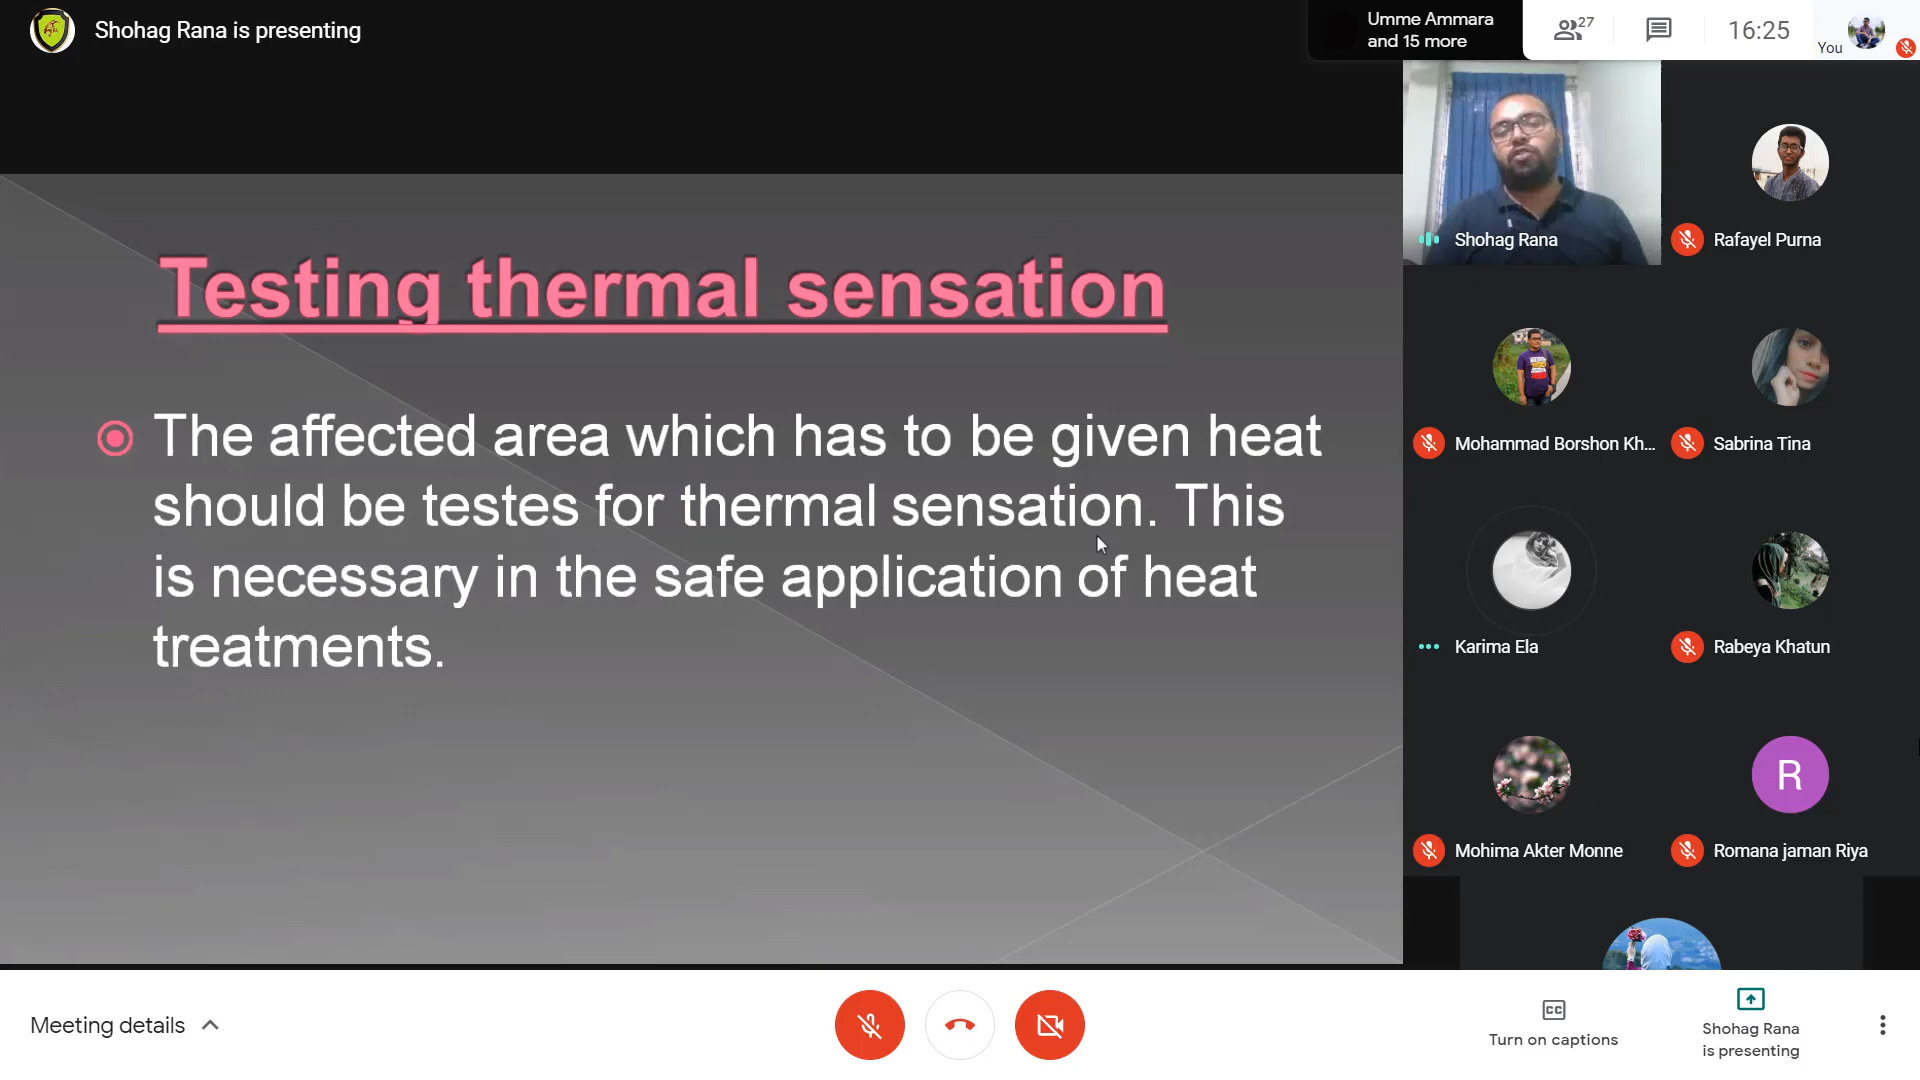 Shohag Rana is presenting
Umme Ammara
and 15 more
27
16:25
You
Testing thermal sensation
The affected area which has to be given heat
should be testes for thermal sensation. This
is necessary in the safe application of heat
treatments.
Shohag Rana
Rafayel Purna
Mohammad Borshon Kh...
Sabrina Tina
Karima Ela
Rabeya Khatun
R
Mohima Akter Monne
Romana jaman Riya
Meeting details
CC
Turn on captions
Shohag Rana
is presenting